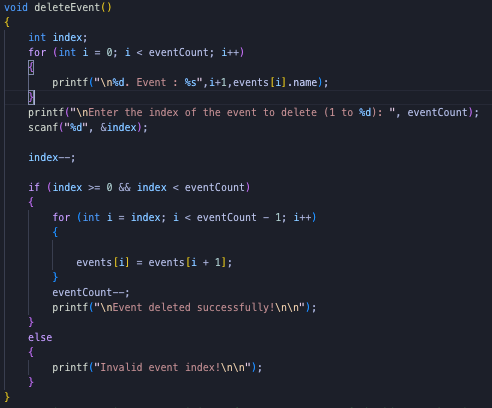 void deleteEvent()
{
    int index;
    for (int i = 0; i < eventCount; i++)
    {
        printf("\n%d. Event : %s",i+1,events[i].name);
    }
    printf("\nEnter the index of the event to delete (1 to %d): ", eventCount);
    scanf("%d", &index);

    index--;

    if (index >= 0 && index < eventCount)
    {
        for (int i = index; i < eventCount - 1; i++)
        {

            events[i] = events[i + 1];
        }
        eventCount--;
        printf("\nEvent deleted successfully!\n\n");
    }
    else
    {
        printf("Invalid event index!\n\n");
    }
}